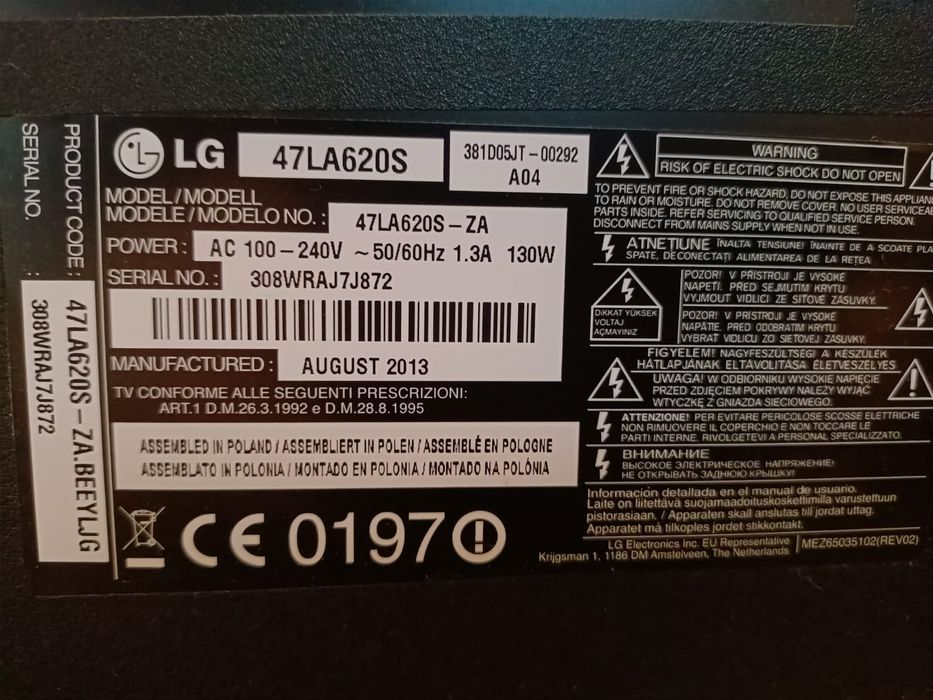 SERIAL NO. :
PRODUCT CODE :
308WRAJ7J872
47LA620S-ZA.BEEYLJG
LG
47LA620S
381D05JT-00292
A04
MODEL/MODELL
MODELE/MODELO NO. :
47LA620S-ZA
POWER :
AC 100-240V ~50/60Hz 1.3A 130W
SERIAL NO. :
308WRAJ7J872
MANUFACTURED :
AUGUST 2013
TV CONFORME ALLE SEGUENTI PRESCRIZIONI:
ART.1 D.M.26.3.1992 e D.M.28.8.1995
ASSEMBLED IN POLAND / ASSEMBLIERT IN POLEN / ASSEMBLÉ EN POLOGNE
ASSEMBLATO IN POLONIA / MONTADO EN POLONIA / MONTADO NA POLÓNIA
CE 0197
WARNING
RISK OF ELECTRIC SHOCK DO NOT OPEN
TO PREVENT FIRE OR SHOCK HAZARD, DO NOT EXPOSE THIS
TO RAIN OR MOISTURE. DO NOT REMOVE COVER. NO USER
PARTS INSIDE. REFER SERVICING TO QUALIFIED SERVICE PERSON.
DISCONNECT FROM MAINS SUPPLY WHEN NOT IN USE.
ATNEȚIUNE ÎNALTA TENSIUNE! ÎNAINTE DE A SCOATE
SPATE, DECONECTAȚI ALIMENTAREA DE LA REȚEA
DIKKAT YÜKSEK
VOLTAJ
AÇMAYINIZ
POZOR! V PŘÍSTROJI JE VYSOKÉ
NAPĚTÍ. PŘED SEJMUTIM KRYTU
VYJMOUT VIDLICI ZE SÍŤOVÉ ZÁSUVKY.
POZOR! V PRÍSTROJI JE VYSOKÉ
NAPÄTIE. PRED ODOBRATIM KRYTU
VYBRAT VIDLICU ZO SIEŤOVEJ ZÁSUVKY.
FIGYELEM! NAGYFESZÜLTSÉG! A KÉSZÜLÉK
HÁTLAPJÁNAK ELTÁVOLÍTÁSA ÉLETVESZÉLYES
UWAGA! W ODBIORNIKU WYSOKIE NAPIĘCIE
PRZED ZDJĘCIEM POKRYWY NALEŻY WYJĄĆ
WTYCZKĘ Z GNIAZDA SIECIOWEGO.
ATTENZIONE! PER EVITARE PERICOLOSE SCOSSE ELETTRICHE
NON RIMUOVERE IL COPERCHIO E NON TOCCARE LE
PARTI INTERNE. RIVOLGETEVI A PERSONAL SPECIALIZZATO.
ВНИМАНИЕ
ВЫСОКОЕ ЭЛЕКТРИЧЕСКОЕ НАПРЯЖЕНИЕ!
НЕ ОТКРЫВАТЬ ЗАДНЮЮ КРЫШКУ!
Información detallada en el manual de usuario.
Laite on liitettävä suojamaadoituskoskettimilla varustettuun
pistorasiaan. / Apparaten skall anslutas till jordat uttag.
Apparatet må tilkoples jordet stikkontakt.
LG Electronics Inc. EU Representative
Krijgsman 1, 1186 DM Amstelveen, The Netherlands
MEZ65035102(REV02)